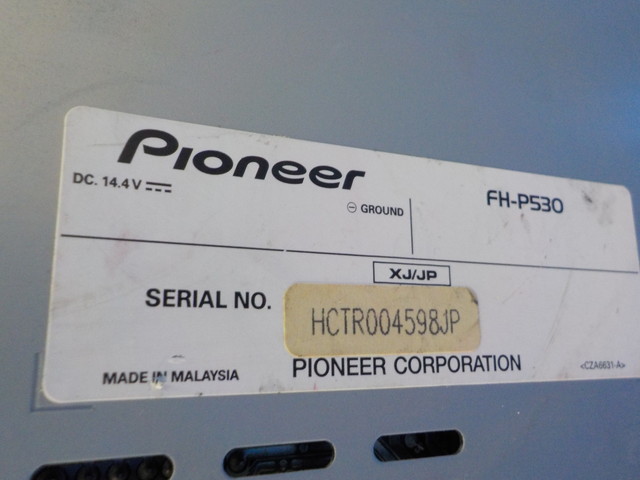 Pioneer
DC. 14.4 V
⊖ GROUND
FH-P530
XJ/JP
SERIAL NO.
HCTR004598JP
PIONEER CORPORATION
MADE IN MALAYSIA
<CZA6631-A>